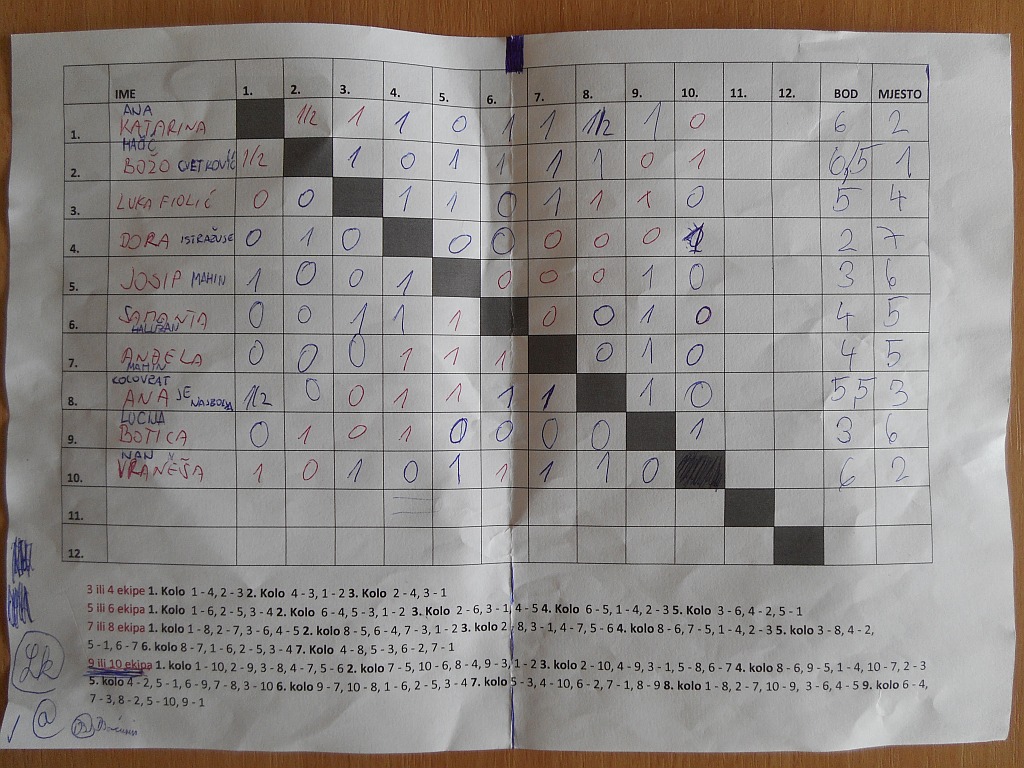 IME 1. 2. 3. 4. 5. 6. 7. 8. 9. 10. 11. 12. BOD MJESTO
1. ANA KATARINA 1/2 1 1 0 1 1 1/2 1 0 6 2
2. BOŽO CVETKOVIĆ 1/2 1 0 1 1 1 1 0 1 6,5 1
3. LUKA FIOLIĆ 0 0 1 1 0 1 1 1 0 5 4
4. DORA ISTRAŽUJE 0 1 0 0 0 0 0 0 2 7
5. JOSIP MAHIN 1 0 0 1 0 0 0 1 0 3 6
6. 0 0 1 1 1 0 0 1 0 4 5
7. ANĐELA MAHIN 0 0 0 1 1 1 0 1 0 4 5
8. KOLOVRAT ANA JE NAJBOLJA 1/2 0 0 1 1 1 1 1 0 5,5 3
9. LUCIJA BOTICA 0 1 0 1 0 0 0 0 1 3 6
10. NAN VRANEŠA 1 0 1 0 1 1 1 1 0 6 2
11.
12.
3 ili 4 ekipe 1. Kolo 1 - 4, 2 - 3 2. Kolo 4 - 3, 1 - 2 3. Kolo 2 - 4, 3 - 1
5 ili 6 ekipa 1. Kolo 1 - 6, 2 - 5, 3 - 4 2. Kolo 6 - 4, 5 - 3, 1 - 2 3. Kolo 2 - 6, 3 - 1, 4 - 5 4. Kolo 6 - 5, 1 - 4, 2 - 3 5. Kolo 3 - 6, 4 - 2, 5 - 1
7 ili 8 ekipa 1. kolo 1 - 8, 2 - 7, 3 - 6, 4 - 5 2. kolo 8 - 5, 6 - 4, 7 - 3, 1 - 2 3. kolo 2 - 8, 3 - 1, 4 - 7, 5 - 6 4. kolo 8 - 6, 7 - 5, 1 - 4, 2 - 3 5. kolo 3 - 8, 4 - 2,
5 - 1, 6 - 7 6. kolo 8 - 7, 1 - 6, 2 - 5, 3 - 4 7. Kolo 4 - 8, 5 - 3, 6 - 2, 7 - 1
9 ili 10 ekipa 1. kolo 1 - 10, 2 - 9, 3 - 8, 4 - 7, 5 - 6 2. kolo 7 - 5, 10 - 6, 8 - 4, 9 - 3, 1 - 2 3. kolo 2 - 10, 4 - 9, 3 - 1, 5 - 8, 6 - 7 4. kolo 8 - 6, 9 - 5, 1 - 4, 10 - 7, 2 - 3
5. kolo 4 - 2, 5 - 1, 6 - 9, 7 - 8, 3 - 10 6. kolo 9 - 7, 10 - 8, 1 - 6, 2 - 5, 3 - 4 7. kolo 5 - 3, 4 - 10, 6 - 2, 7 - 1, 8 - 9 8. kolo 1 - 8, 2 - 7, 10 - 9, 3 - 6, 4 - 5 9. kolo 6 - 4,
7 - 3, 8 - 2, 5 - 10, 9 - 1
Lk
@